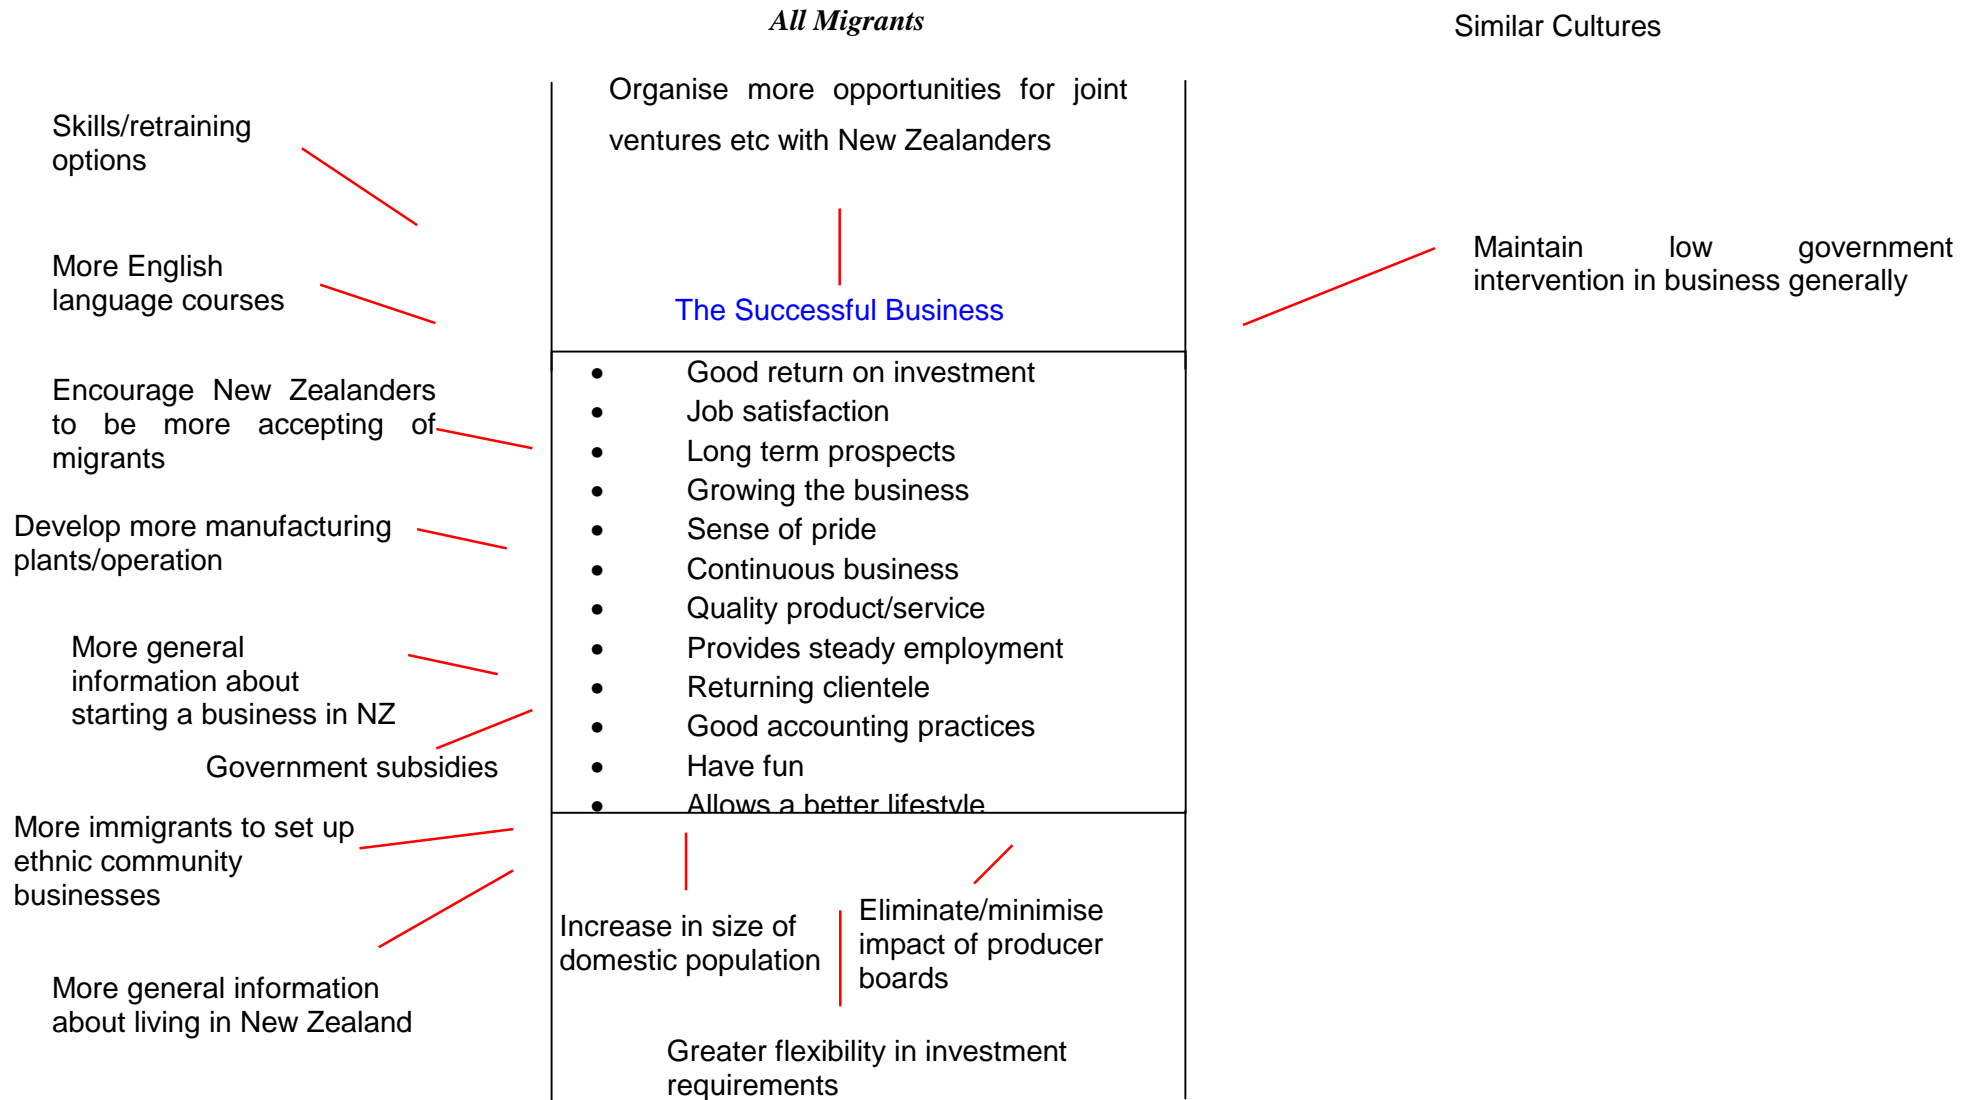 All Migrants
Similar Cultures
Organise more opportunities for joint
ventures etc with New Zealanders
Skills/retraining
options
More English
language courses
Encourage New Zealanders
to be more accepting of
migrants
Develop more manufacturing
plants/operation
More general
information about
starting a business in NZ
Government subsidies
More immigrants to set up
ethnic community
businesses
More general information
about living in New Zealand
The Successful Business
• Good return on investment
• Job satisfaction
• Long term prospects
• Growing the business
• Sense of pride
• Continuous business
• Quality product/service
• Provides steady employment
• Returning clientele
• Good accounting practices
• Have fun
• Allows a better lifestyle
Increase in size of
domestic population
Eliminate/minimise
impact of producer
boards
Greater flexibility in investment
requirements
Maintain low government
intervention in business generally